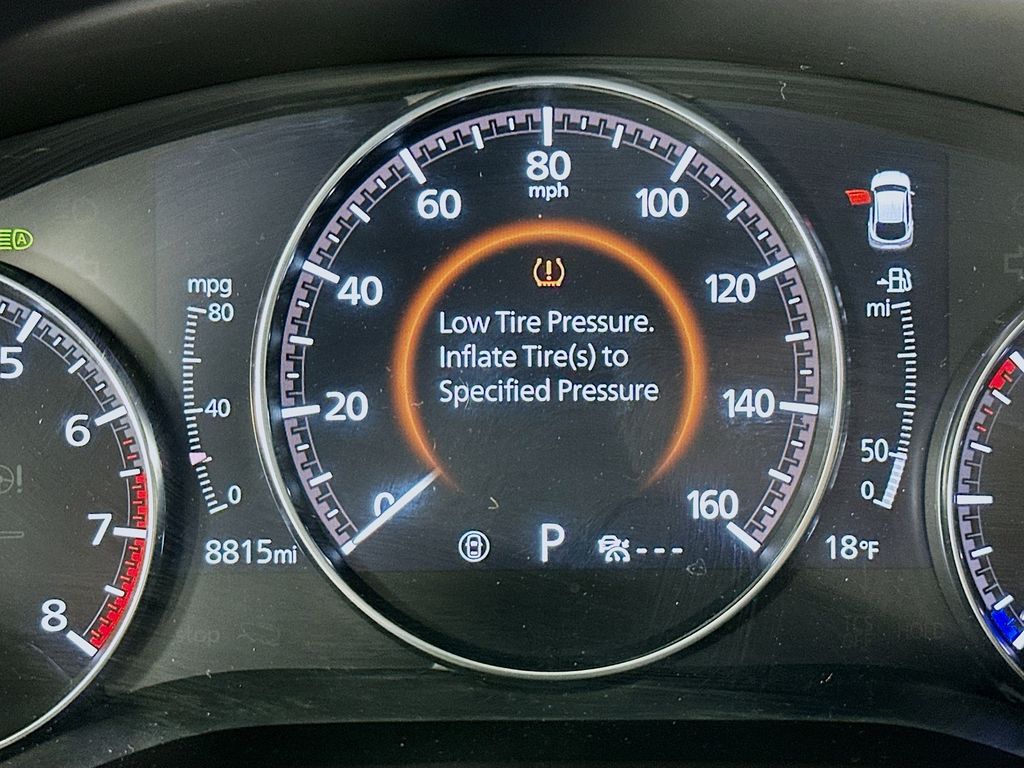 80
mph
60
100
40
120
20
140
0
160
Low Tire Pressure.
Inflate Tire(s) to
Specified Pressure
P
---
mpg
80
40
0
8815mi
mi
50
0
18°F
A
5
6
7
8